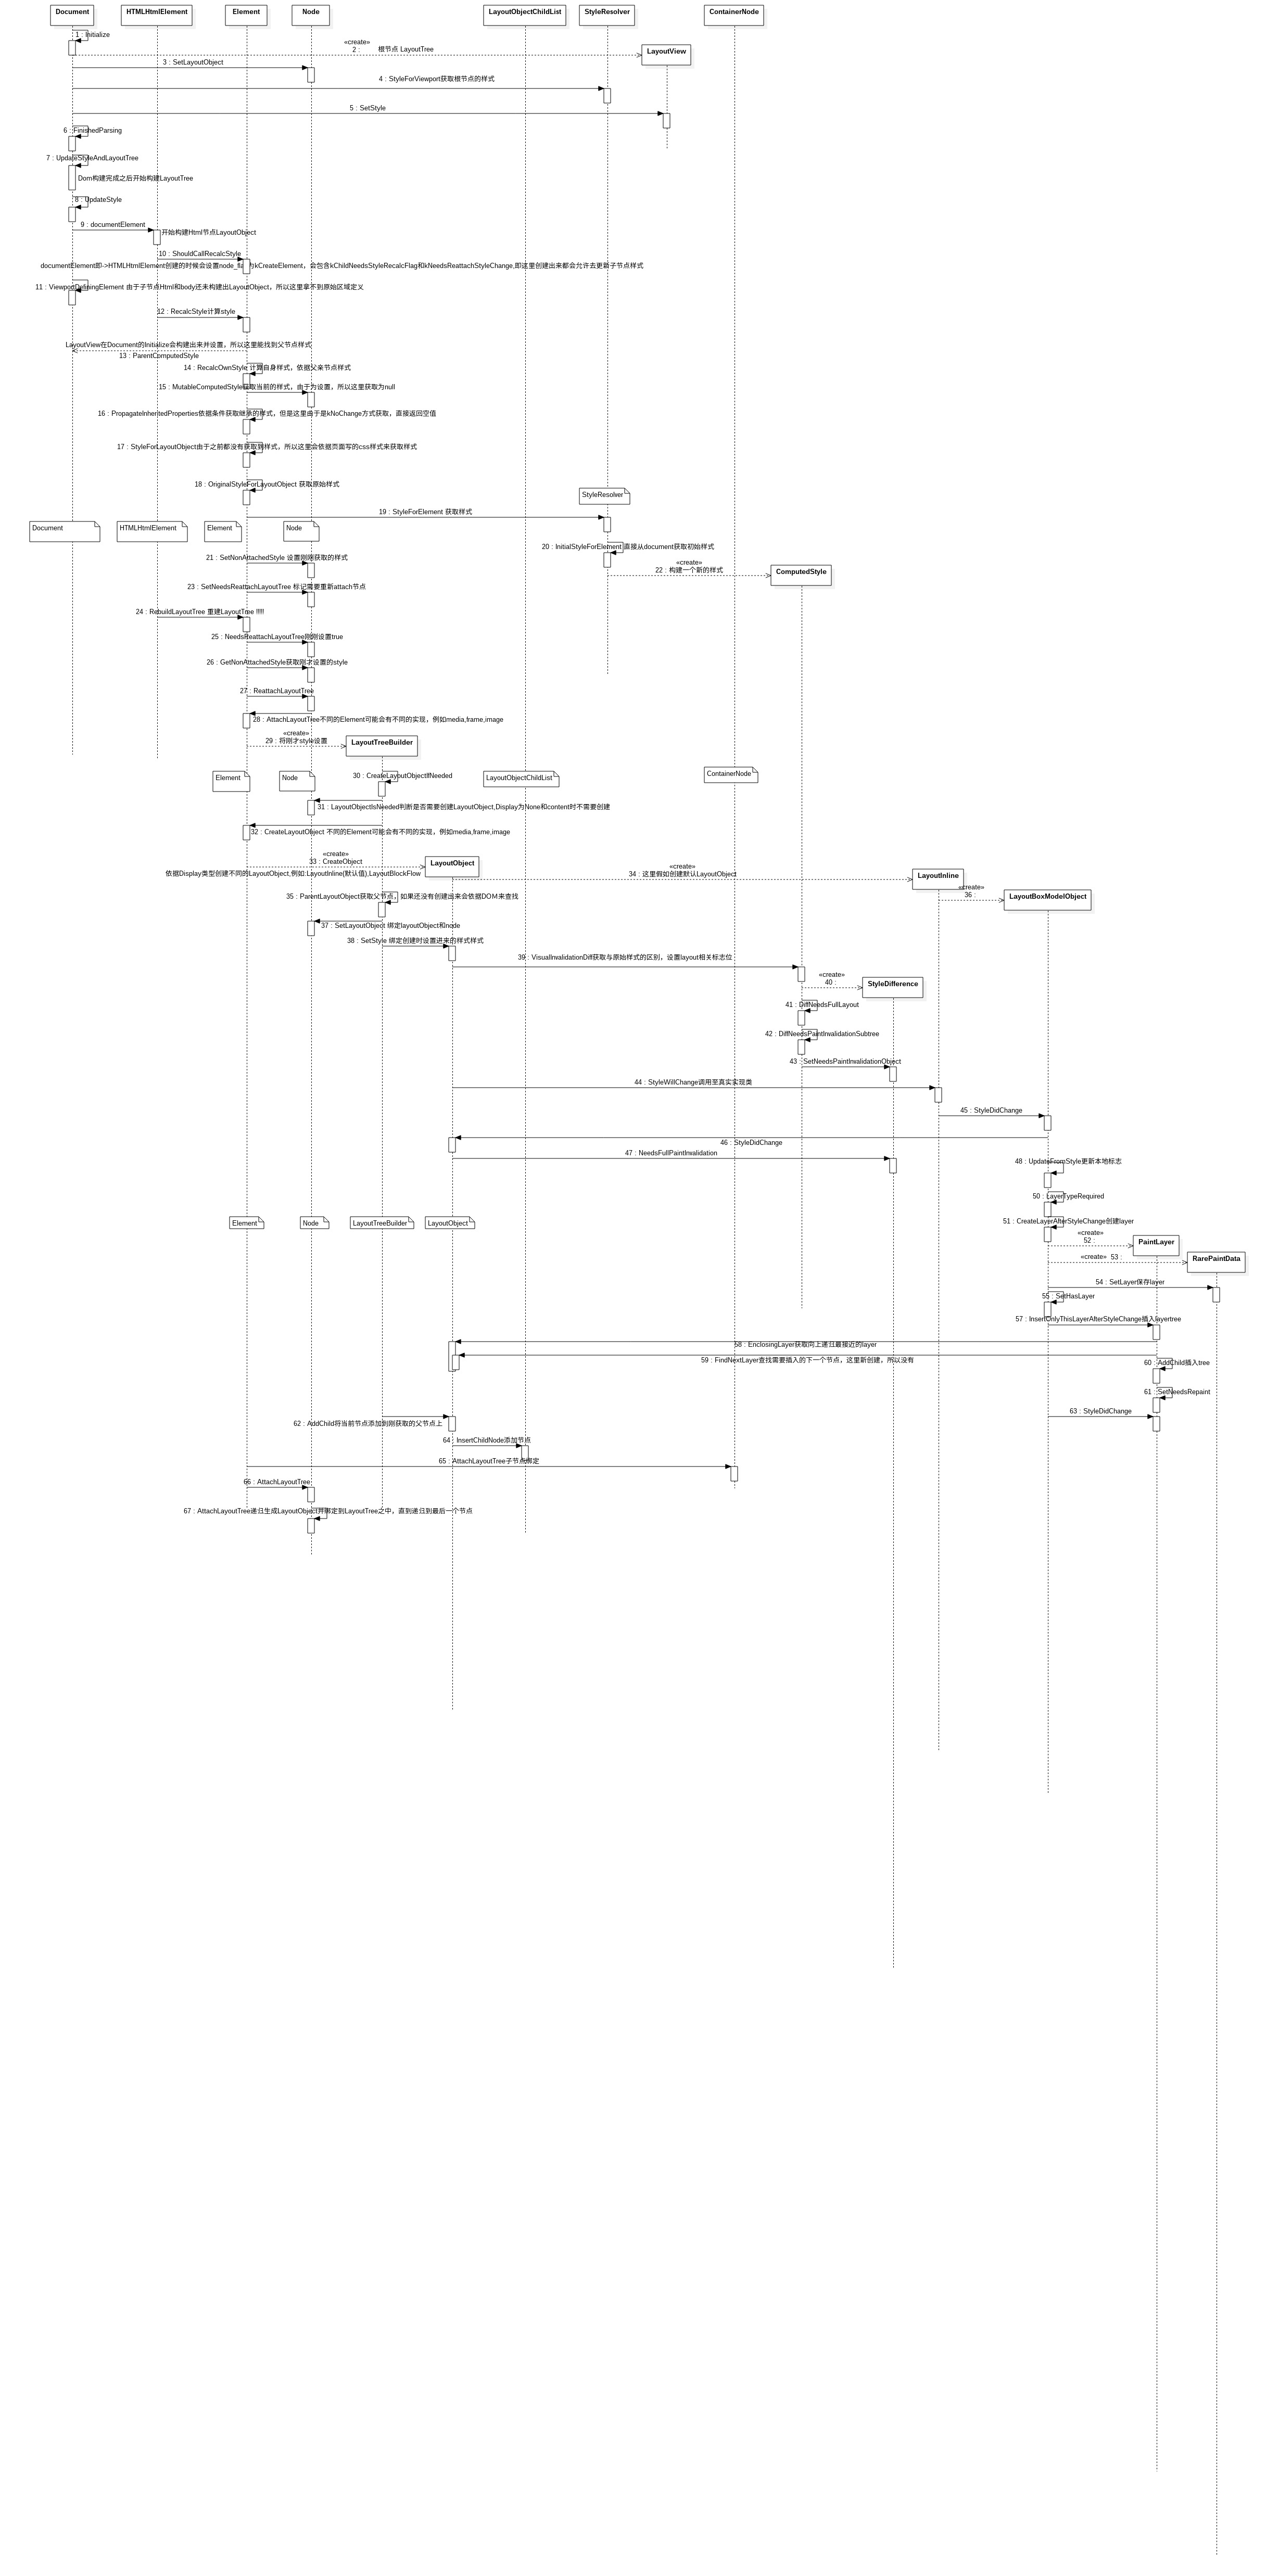 Document
HTMLHtmlElement
Element
Node
LayoutObjectChildList
StyleResolver
ContainerNode
1 : Initialize
«create»
2 :
根节点 LayoutTree
LayoutView
3 : SetLayoutObject
4 : StyleForViewport获取根节点的样式
5 : SetStyle
6 : FinishedParsing
7 : UpdateStyleAndLayoutTree
Dom构建完成之后开始构建LayoutTree
8 : UpdateStyle
9 : documentElement
开始构建Html节点LayoutObject
10 : ShouldCallRecalcStyle
documentElement即->HTMLHtmlElement创建的时候会设置node_flag为kCreateElement，会包含kChildNeedsStyleRecalcFlag和kNeedsReattachStyleChange,即这里创建出来都会允许去更新子节点样式
11 : ViewportDefiningElement 由于子节点Html和body还未构建出LayoutObject，所以这里拿不到原始区域定义
12 : RecalcStyle计算style
LayoutView在Document的Initialize会构建出来并设置，所以这里能找到父节点样式
13 : ParentComputedStyle
14 : RecalcOwnStyle 计算自身样式，依据父亲节点样式
15 : MutableComputedStyle获取当前的样式，由于为设置，所以这里获取为null
16 : PropagateInheritedProperties依据条件获取继承的样式，但是这里由于是kNoChange方式获取，直接返回空值
17 : StyleForLayoutObject由于之前都没有获取到样式，所以这里会依据页面写的css样式来获取样式
18 : OriginalStyleForLayoutObject 获取原始样式
StyleResolver
19 : StyleForElement 获取样式
Document
HTMLHtmlElement
Element
Node
20 : InitialStyleForElement 直接从document获取初始样式
21 : SetNonAttachedStyle 设置刚刚获取的样式
«create»
22 : 构建一个新的样式
ComputedStyle
23 : SetNeedsReattachLayoutTree 标记需要重新attach节点
24 : RebuildLayoutTree 重建LayoutTree !!!!!
25 : NeedsReattachLayoutTree刚刚设置true
26 : GetNonAttachedStyle获取刚才设置的style
27 : ReattachLayoutTree
28 : AttachLayoutTree不同的Element可能会有不同的实现，例如media,frame,image
«create»
29 : 将刚才style设置
LayoutTreeBuilder
Element
Node
30 : CreateLayoutObjectIfNeeded
LayoutObjectChildList
ContainerNode
31 : LayoutObjectIsNeeded判断是否需要创建LayoutObject,Display为None和content时不需要创建
32 : CreateLayoutObject 不同的Element可能会有不同的实现，例如media,frame,image
«create»
33 : CreateObject
LayoutObject
依据Display类型创建不同的LayoutObject,例如:LayoutInline(默认值),LayoutBlockFlow
«create»
34 : 这里假如创建默认LayoutObject
LayoutInline
«create»
36 :
LayoutBoxModelObject
35 : ParentLayoutObject获取父节点，如果还没有创建出来会依据DOM来查找
37 : SetLayoutObject 绑定layoutObject和node
38 : SetStyle 绑定创建时设置进来的样式样式
39 : VisualInvalidationDiff获取与原始样式的区别，设置layout相关标志位
«create»
40 :
StyleDifference
41 : DiffNeedsFullLayout
42 : DiffNeedsPaintInvalidationSubtree
43 : SetNeedsPaintInvalidationObject
44 : StyleWillChange调用至真实实现类
45 : StyleDidChange
46 : StyleDidChange
47 : NeedsFullPaintInvalidation
48 : UpdateFromStyle更新本地标志
50 : LayerTypeRequired
Element
Node
LayoutTreeBuilder
LayoutObject
51 : CreateLayerAfterStyleChange创建layer
«create»
52 :
PaintLayer
«create» 53 :
RarePaintData
54 : SetLayer保存layer
55 : SetHasLayer
57 : InsertOnlyThisLayerAfterStyleChange插入layertree
58 : EnclosingLayer获取向上递归最接近的layer
59 : FindNextLayer查找需要插入的下一个节点，这里新创建，所以没有
60 : AddChild插入tree
61 : SetNeedsRepaint
62 : AddChild将当前节点添加到刚获取的父节点上
63 : StyleDidChange
64 : InsertChildNode添加节点
65 : AttachLayoutTree子节点绑定
66 : AttachLayoutTree
67 : AttachLayoutTree递归生成LayoutObject并绑定到LayoutTree之中，直到递归到最后一个节点